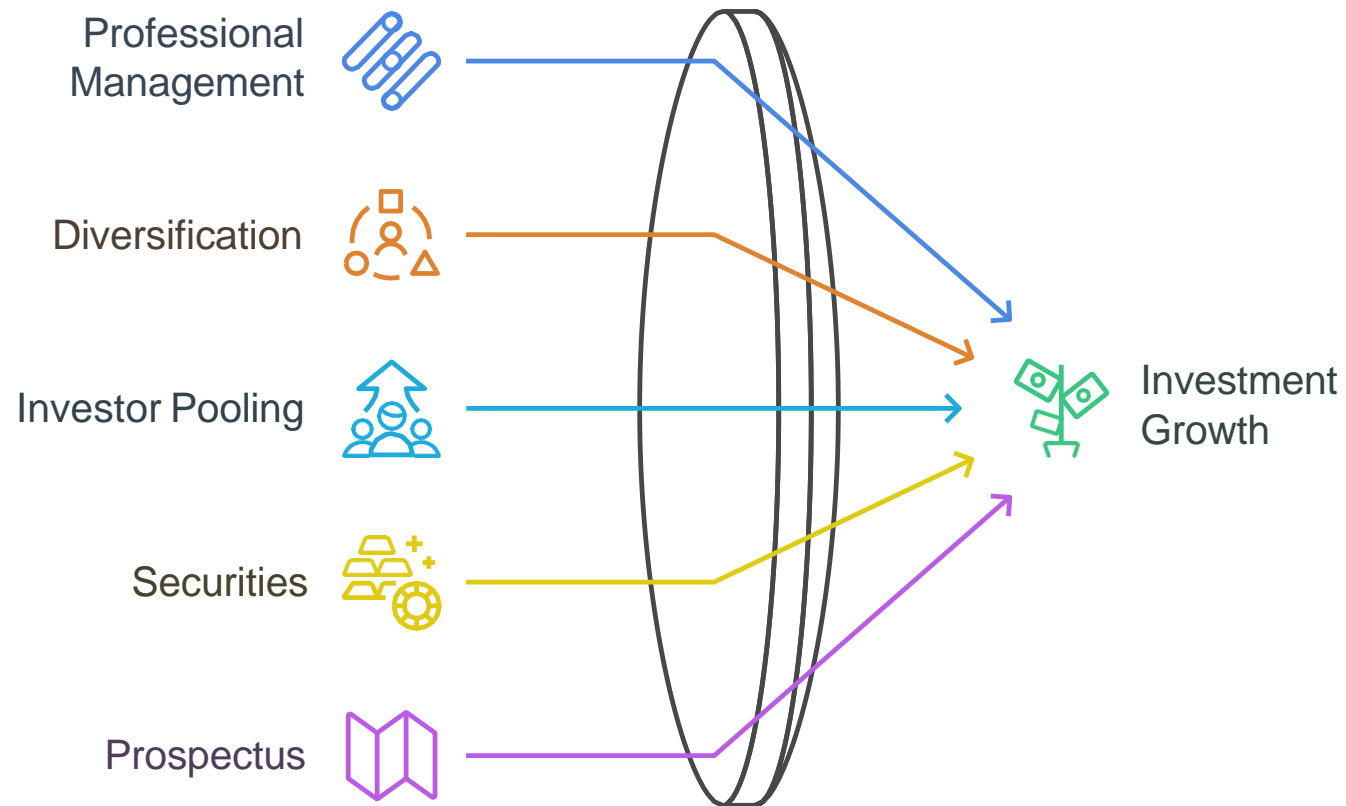 Professional
Management
Diversification
Investor Pooling
Securities
Prospectus
Investment
Growth